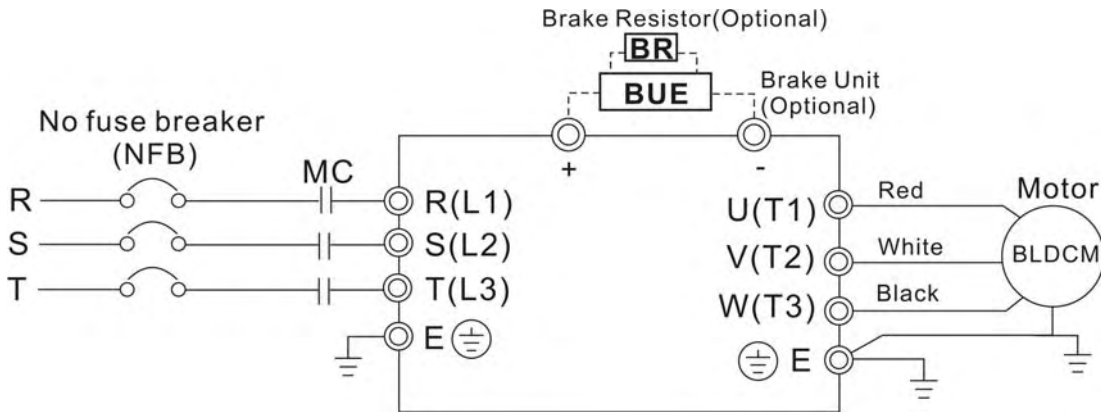 Brake Resistor(Optional)
BR
BUE
Brake Unit
(Optional)
No fuse breaker
(NFB)
MC
+
-
R
R(L1)
S
S(L2)
T
T(L3)
E
U(T1)
Red
Motor
V(T2)
White
BLDCM
W(T3)
Black
E